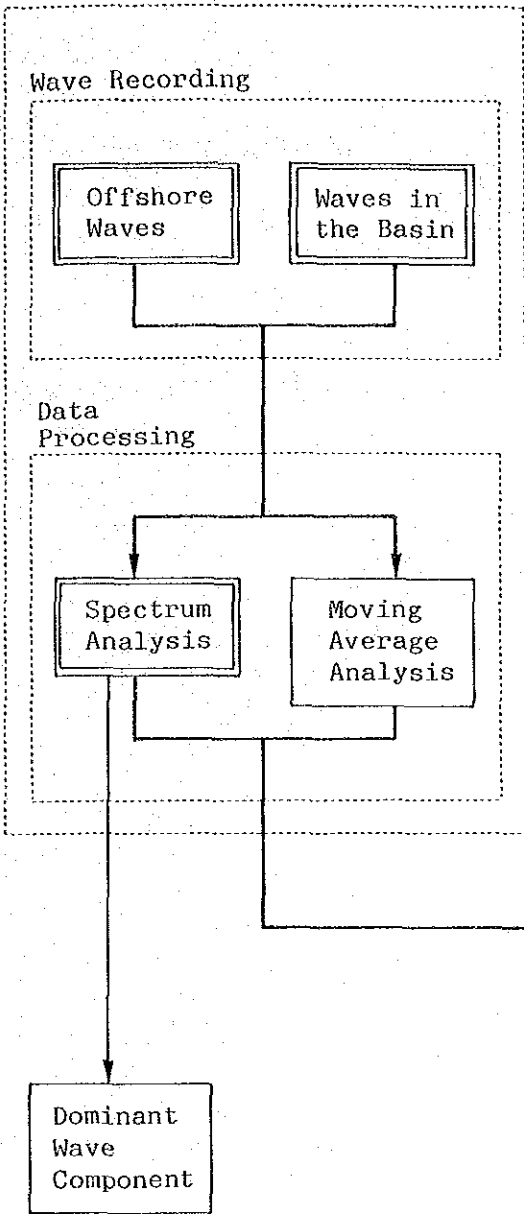 Wave Recording
Offshore
Waves
Waves in
the Basin
Data
Processing
Spectrum
Analysis
Moving
Average
Analysis
Dominant
Wave
Component